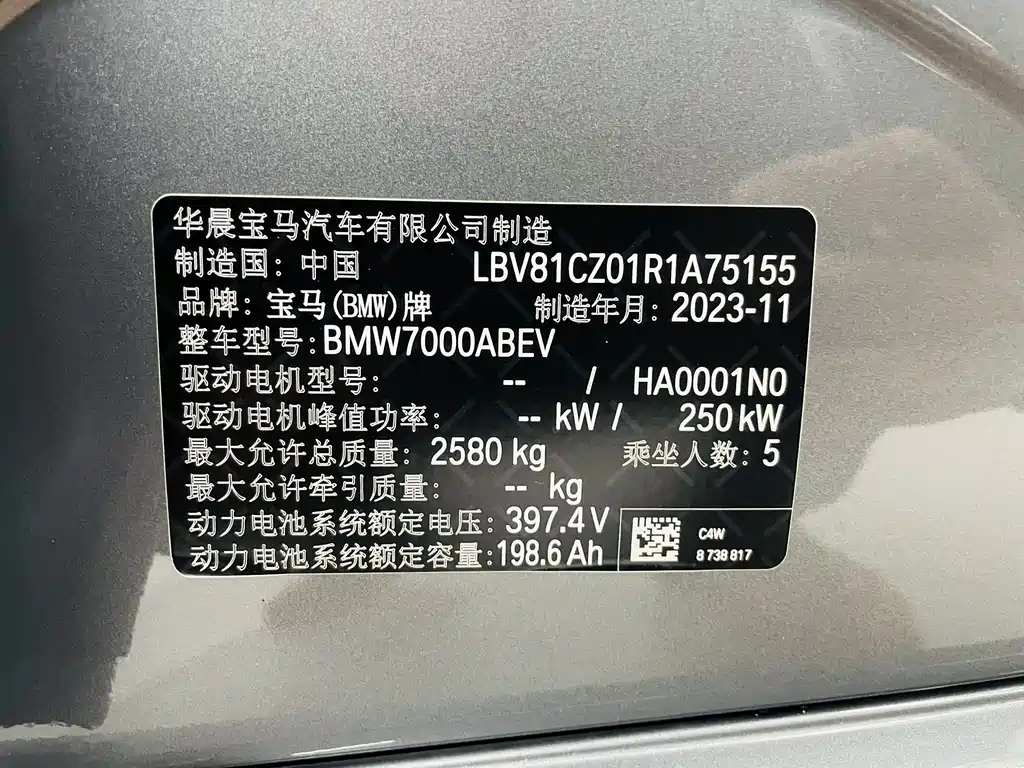 华晨宝马汽车有限公司制造
制造国: 中国 LBV81CZ01R1A75155
品牌: 宝马(BMW)牌 制造年月: 2023-11
整车型号:BMW7000ABEV
驱动电机型号: -- / HA0001N0
驱动电机峰值功率: -- kW / 250 kW
最大允许总质量: 2580 kg 乘坐人数: 5
最大允许牵引质量: -- kg
动力电池系统额定电压: 397.4 V
动力电池系统额定容量:198.6 Ah
C4W
8 738 817